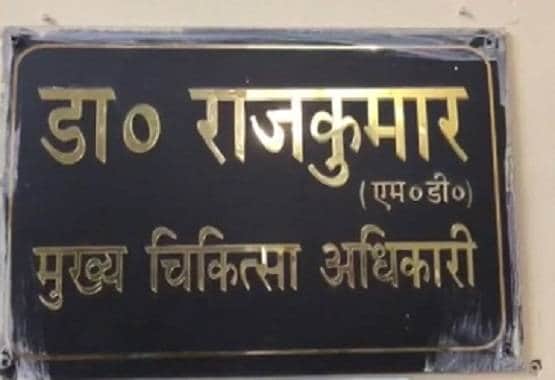 डा० राजकुमार
(एम०डी०)
मुख्य चिकित्सा अधिकारी